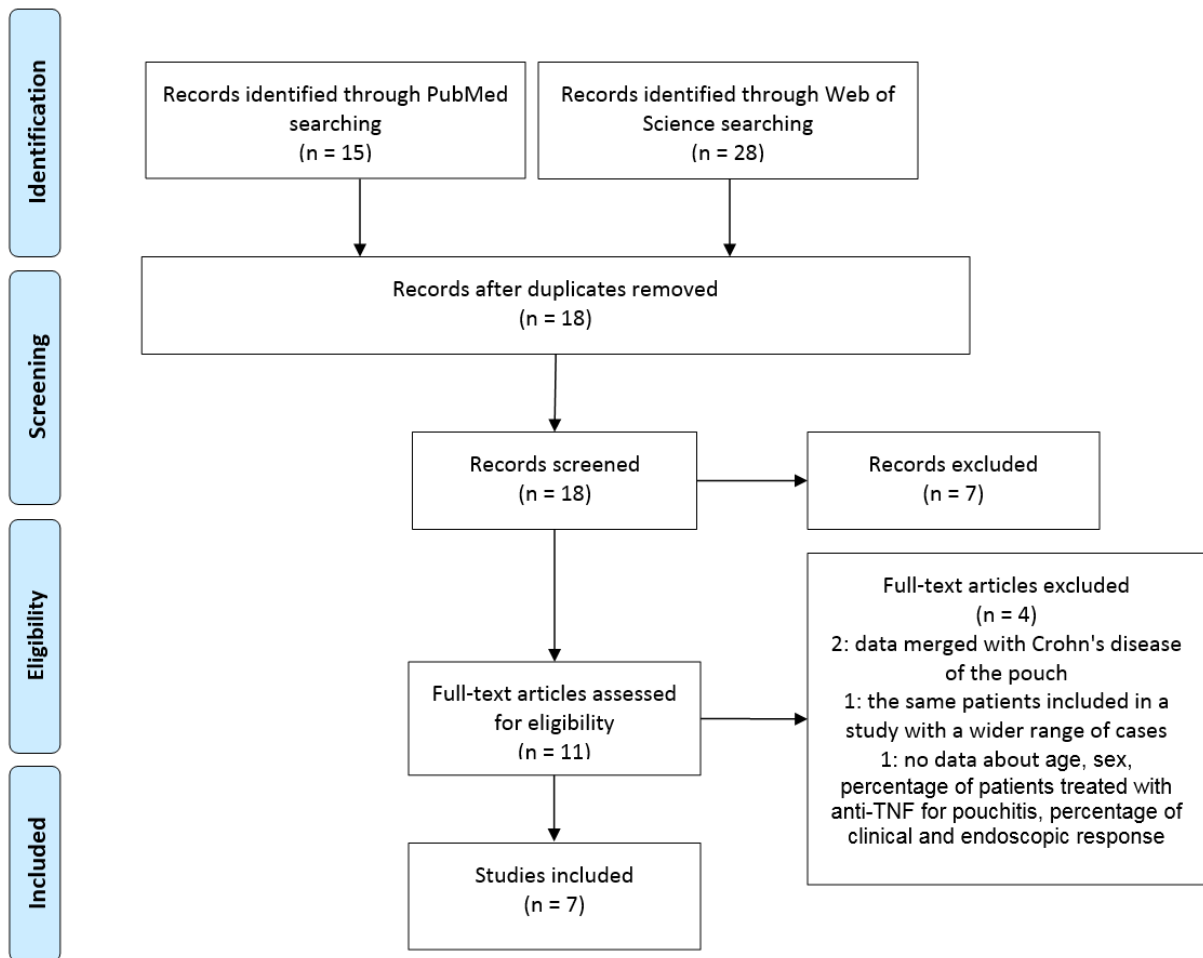 Identification
Records identified through PubMed
searching
(n = 15)
Records identified through Web of
Science searching
(n = 28)
Records after duplicates removed
(n = 18)
Screening
Records screened
(n = 18)
Records excluded
(n = 7)
Eligibility
Full-text articles assessed
for eligibility
(n = 11)
Full-text articles excluded
(n = 4)
2: data merged with Crohn's disease
of the pouch
1: the same patients included in a
study with a wider range of cases
1: no data about age, sex,
percentage of patients treated with
anti-TNF for pouchitis, percentage of
clinical and endoscopic response
Included
Studies included
(n = 7)